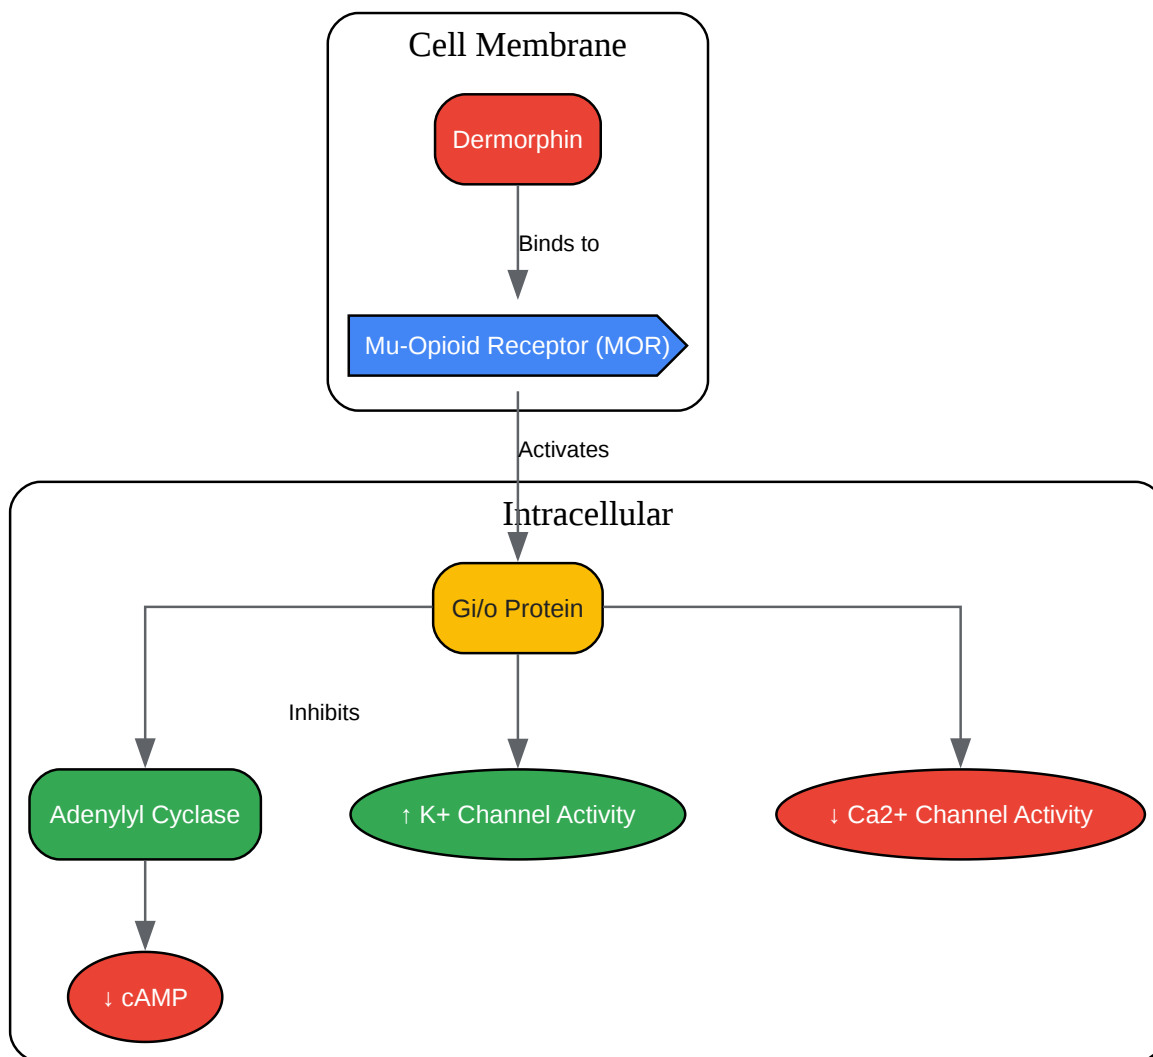 Cell Membrane
Dermorphin
Binds to
Mu-Opioid Receptor (MOR)
Activates
Intracellular
Gi/o Protein
Inhibits
Adenylyl Cyclase
↑ K+ Channel Activity
↓ Ca2+ Channel Activity
↓ cAMP